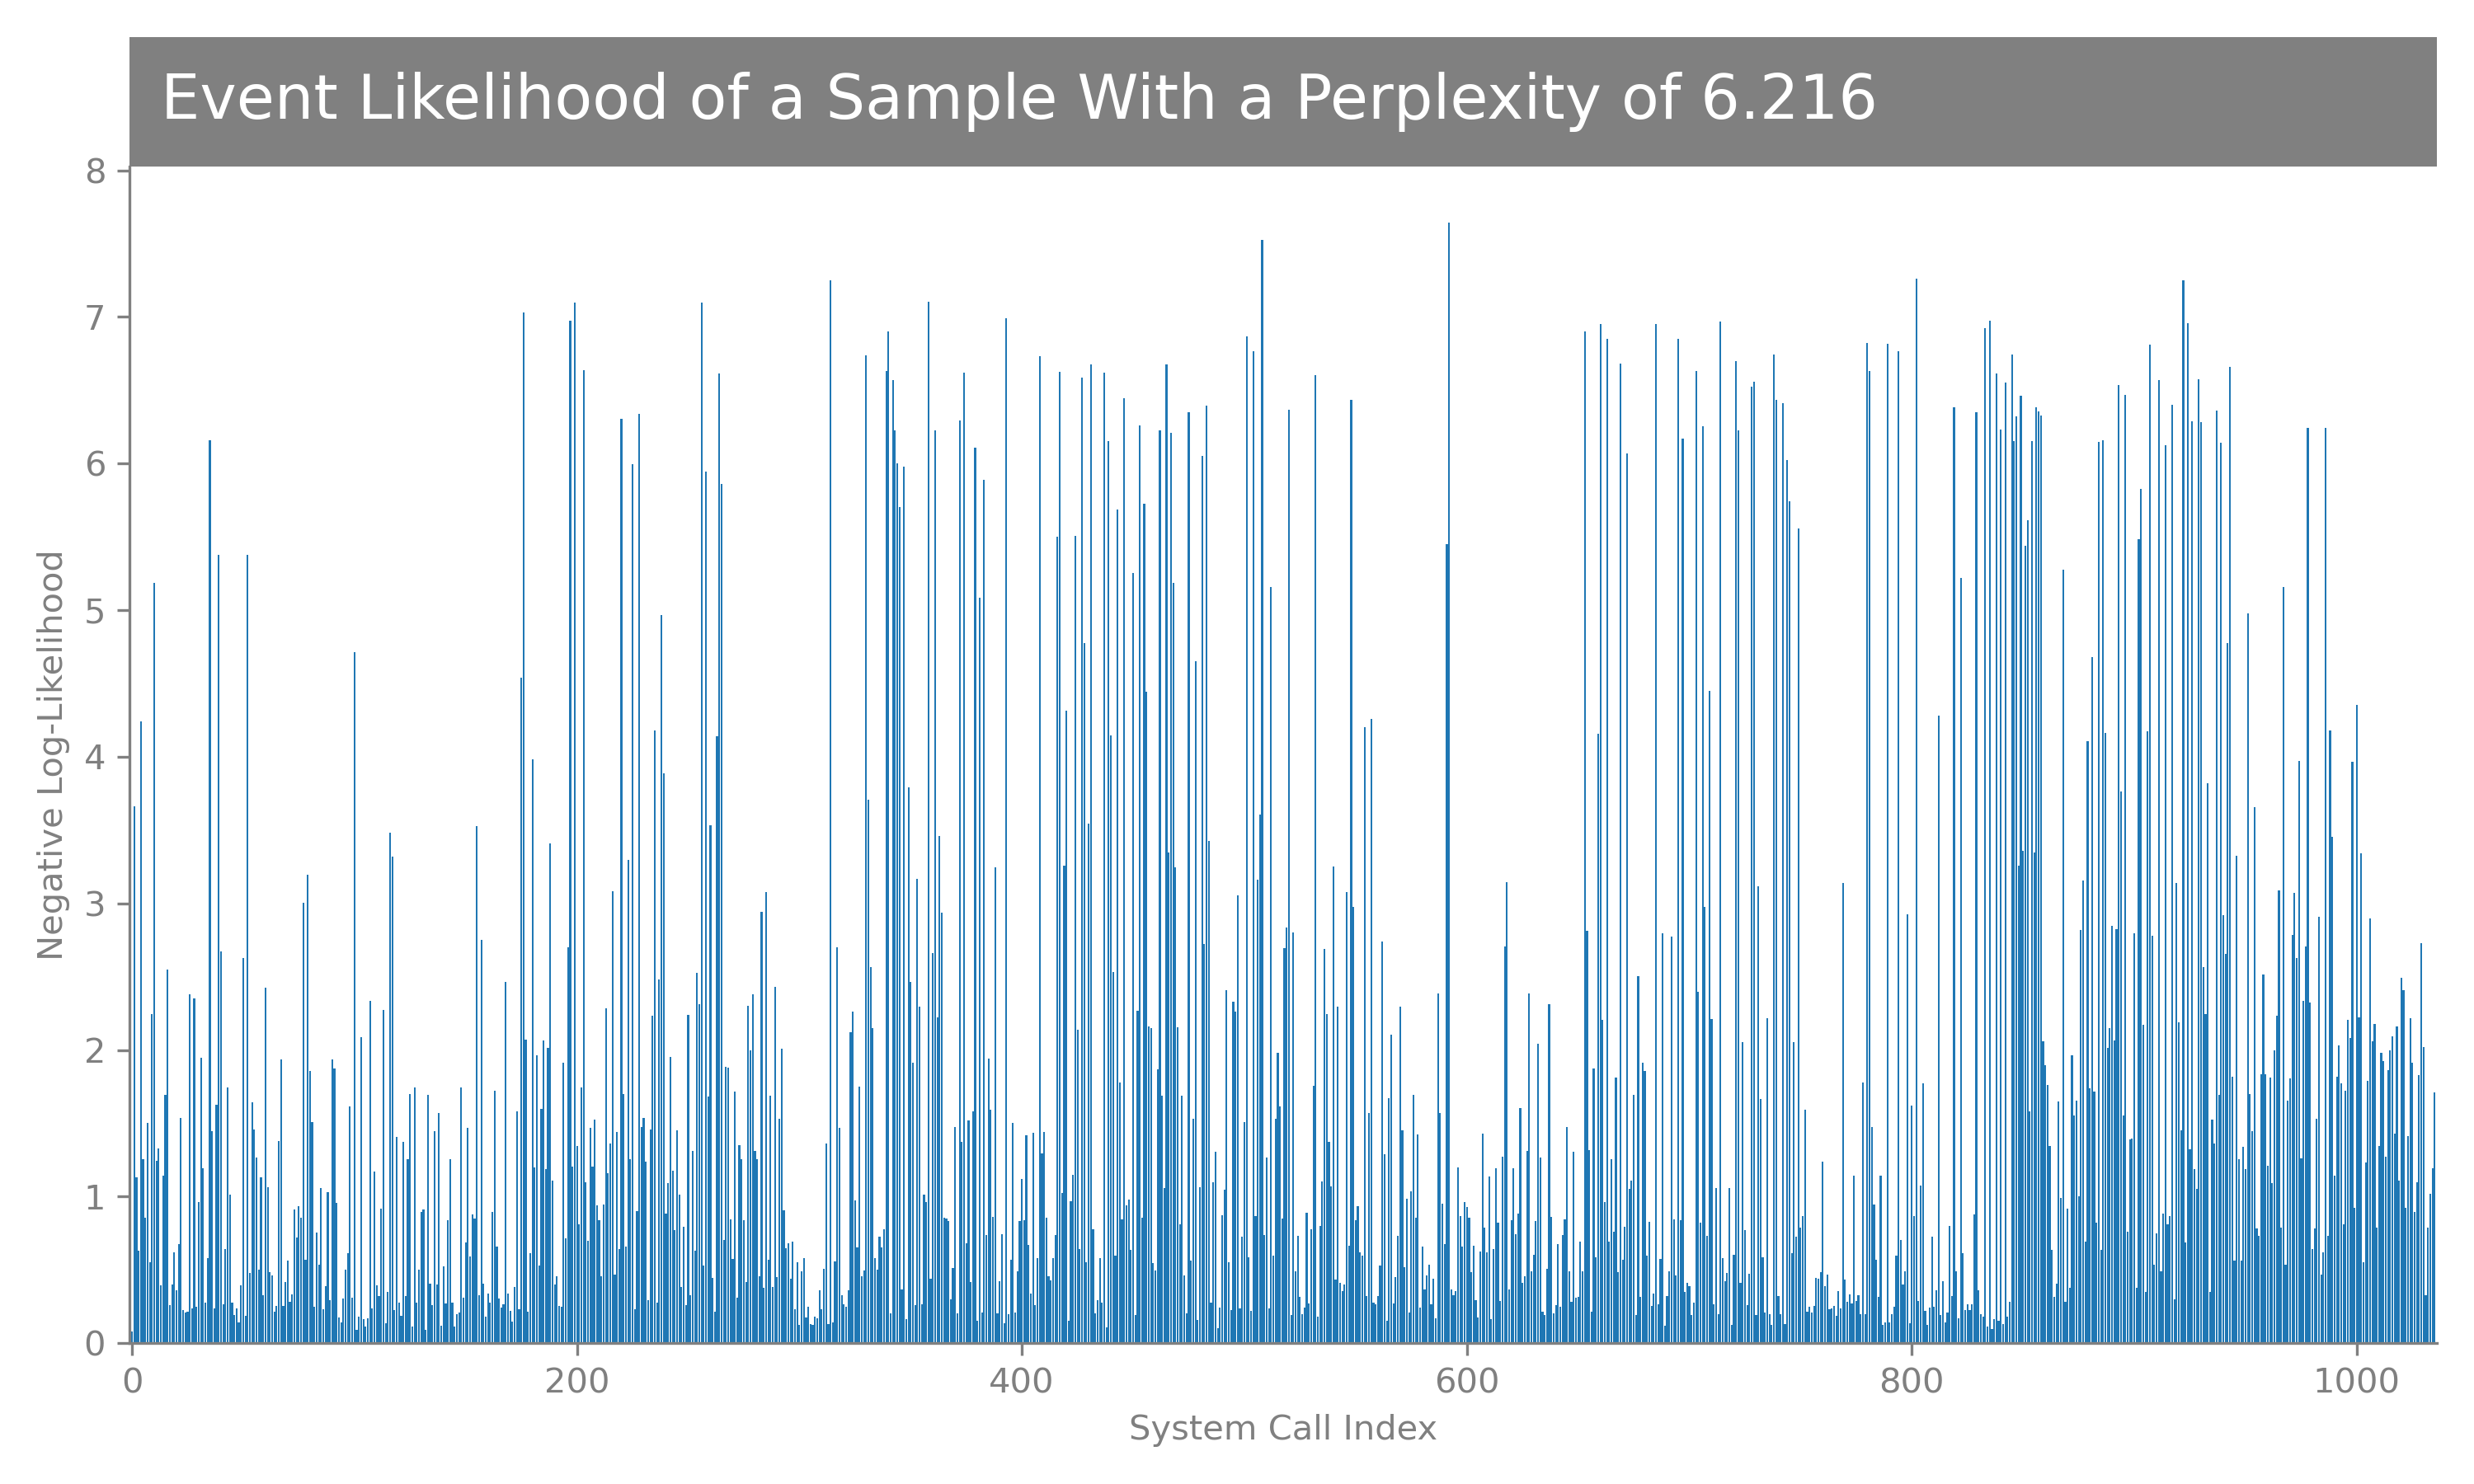 Event Likelihood of a Sample With a Perplexity of 6.216
8
7
6
5
4
3
2
1
0
Negative Log-Likelihood
0 200 400 600 800 1000
System Call Index